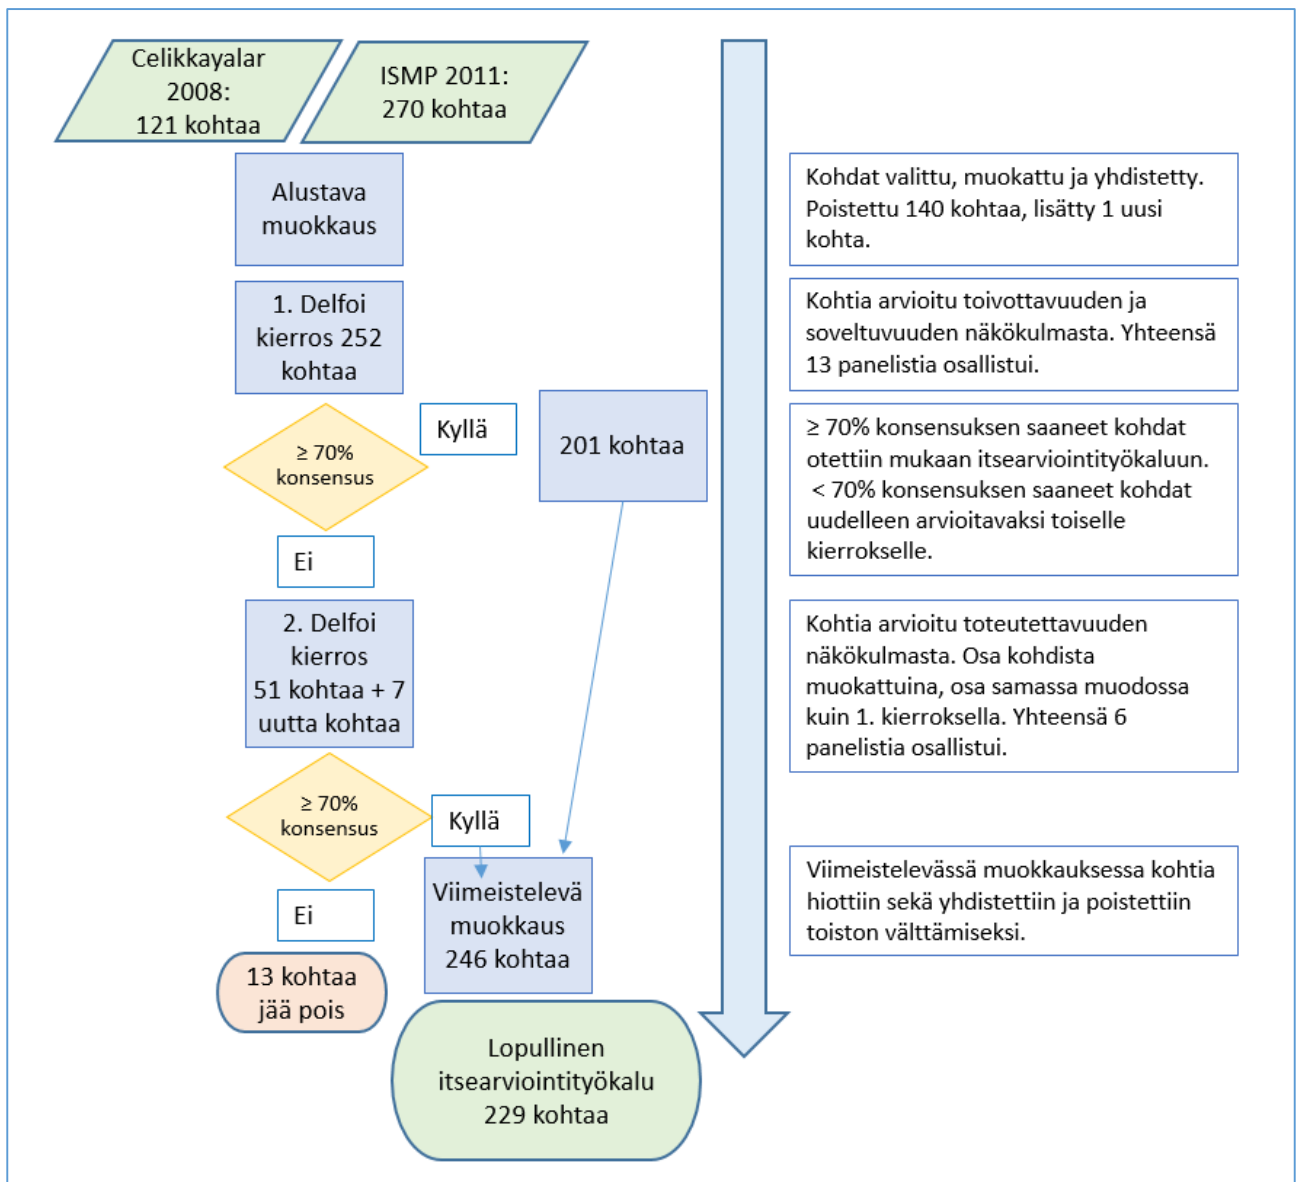 Celikkayalar
2008:
121 kohtaa
ISMP 2011:
270 kohtaa
Alustava
muokkaus
Kohdat valittu, muokattu ja yhdistetty.
Poistettu 140 kohtaa, lisätty 1 uusi
kohta.
1. Delfoi
kierros 252
kohtaa
Kohtia arvioitu toivottavuuden ja
soveltuvuuden näkökulmasta. Yhteensä
13 panelistia osallistui.
≥ 70%
konsensus
Kyllä
201 kohtaa
≥ 70% konsensuksen saaneet kohdat
otettiin mukaan itsearviointityökaluun.
< 70% konsensuksen saaneet kohdat
uudelleen arvioitavaksi toiselle
kierrokselle.
Ei
2. Delfoi
kierros
51 kohtaa + 7
uutta kohtaa
Kohtia arvioitu toteutettavuuden
näkökulmasta. Osa kohdista
muokattuina, osa samassa muodossa
kuin 1. kierroksella. Yhteensä 6
panelistia osallistui.
≥ 70%
konsensus
Kyllä
Viimeistelevä
muokkaus
246 kohtaa
Viimeistelevässä muokkauksessa kohtia
hiottiin sekä yhdistettiin ja poistettiin
toiston välttämiseksi.
Ei
13 kohtaa
jää pois
Lopullinen
itsearviointityökalu
229 kohtaa